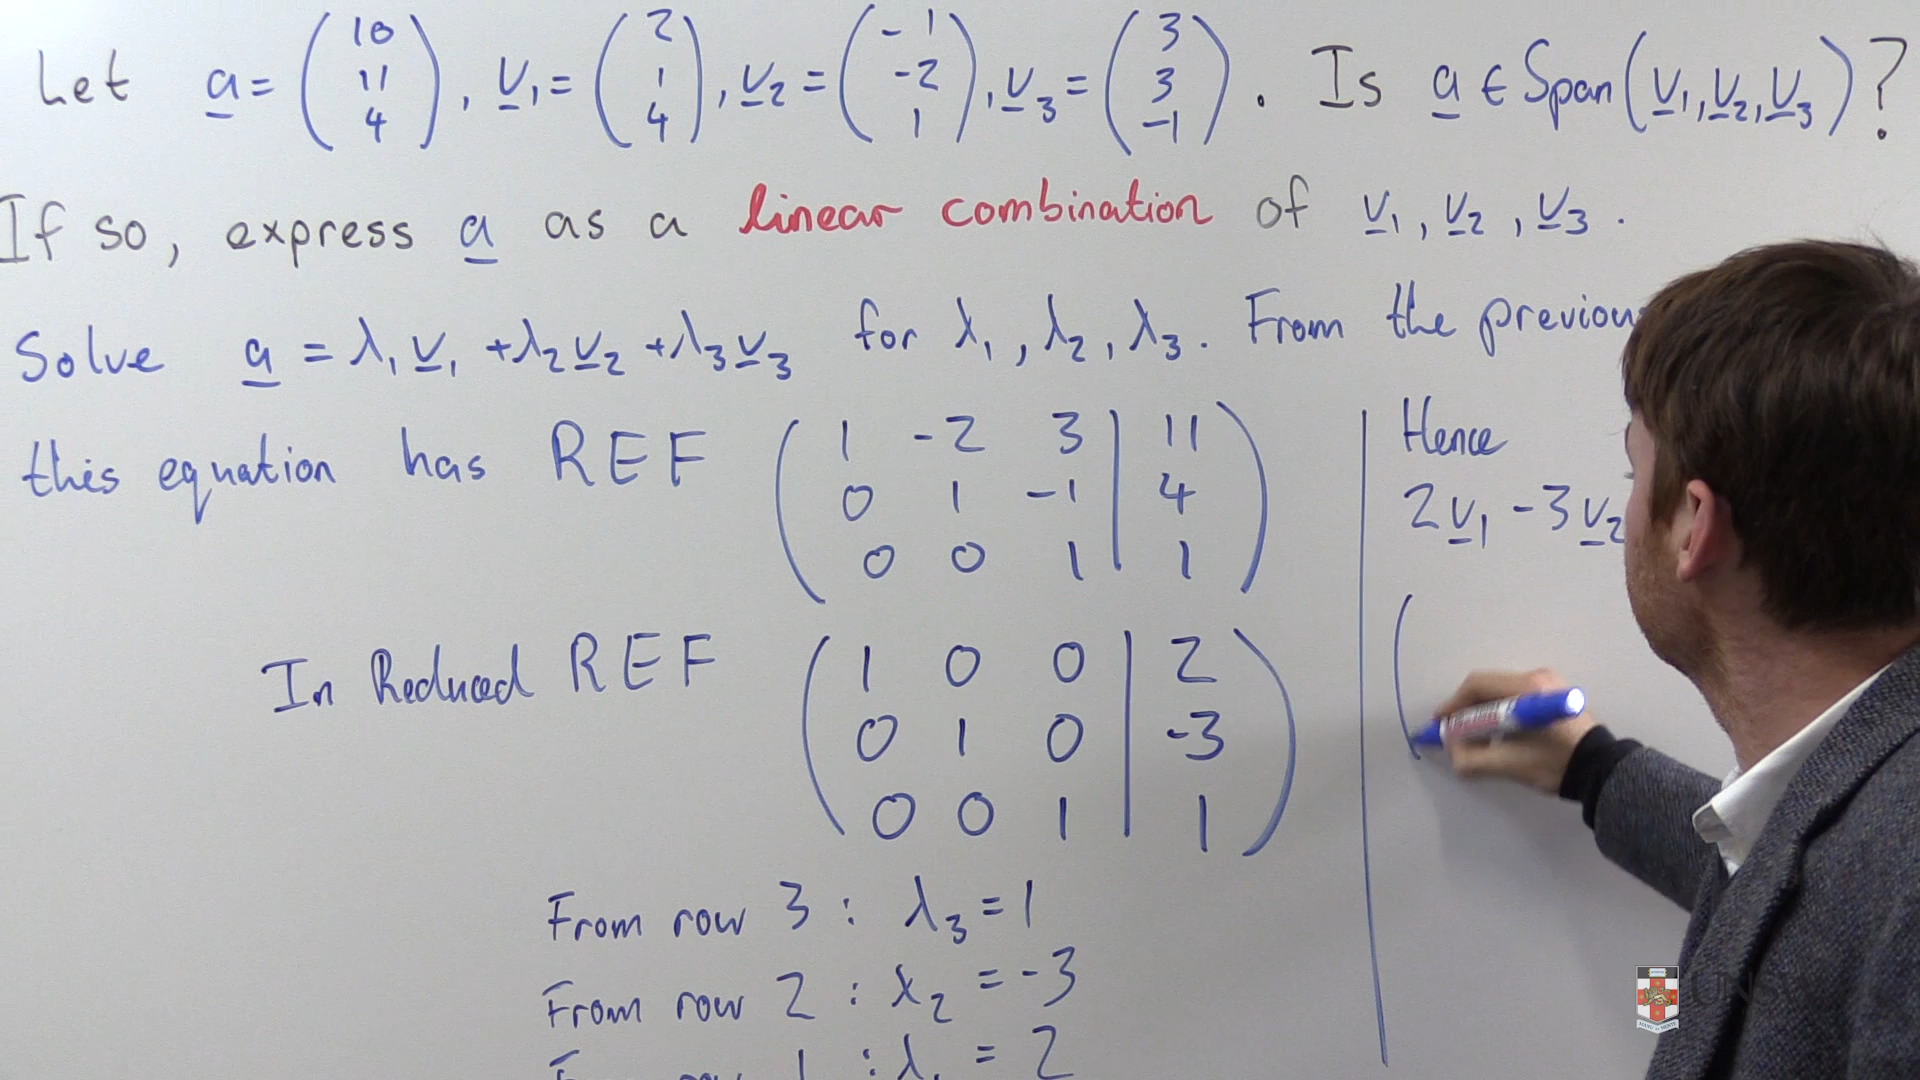 Let a = (10 11 4), v1 = (2 1 4), v2 = (-1 -2 1), v3 = (3 3 -1). Is a ∈ Span(v1, v2, v3)?
If so, express a as a linear combination of v1, v2, v3.
Solve a = λ1v1 + λ2v2 + λ3v3 for λ1, λ2, λ3. From the previou
this equation has REF
1 -2 3 | 11
0 1 -1 | 4
0 0 1 | 1
In Reduced REF
1 0 0 | 2
0 1 0 | -3
0 0 1 | 1
From row 3 : λ3 = 1
From row 2 : λ2 = -3
From row 1 : λ1 = 2
Hence
2v1 - 3v2
(
UNS